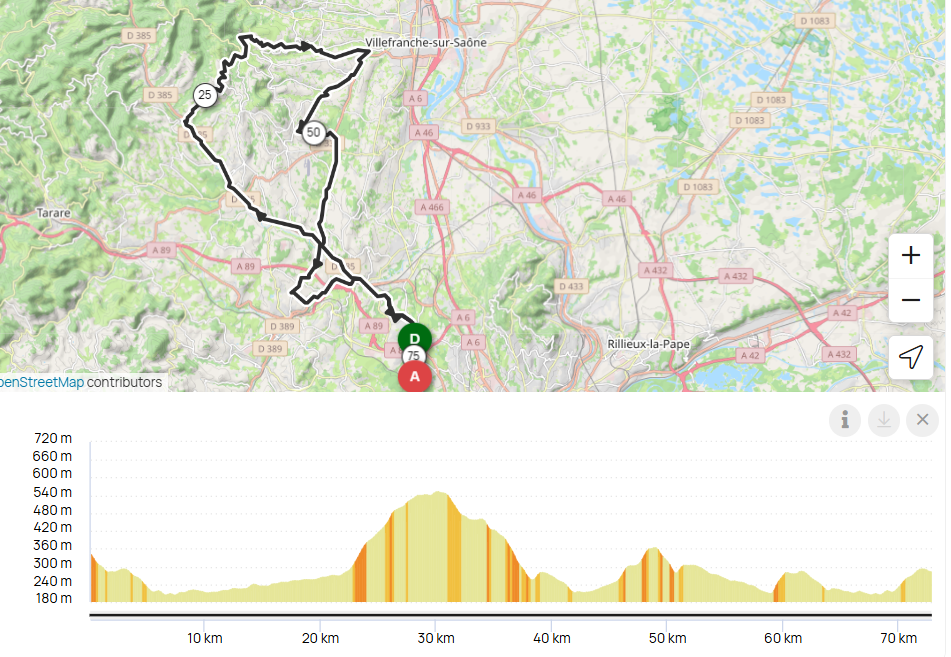 D 385
Villefranche-sur-Saône
D 1083
25
D 385
A 6
D 1083
D 1083
50
A 46
D 933
A 46
A 46
D 1083
Tarare
A 466
A 89
A 89
A 432
A 432
+
D 433
−
D 389
A 89
A 6
A 42
D
A 6
Rillieux-la-Pape
D 389
75
A 42
A 432
A
penStreetMap contributors
i
720 m
660 m
600 m
540 m
480 m
420 m
360 m
300 m
240 m
180 m
10 km
20 km
30 km
40 km
50 km
60 km
70 km